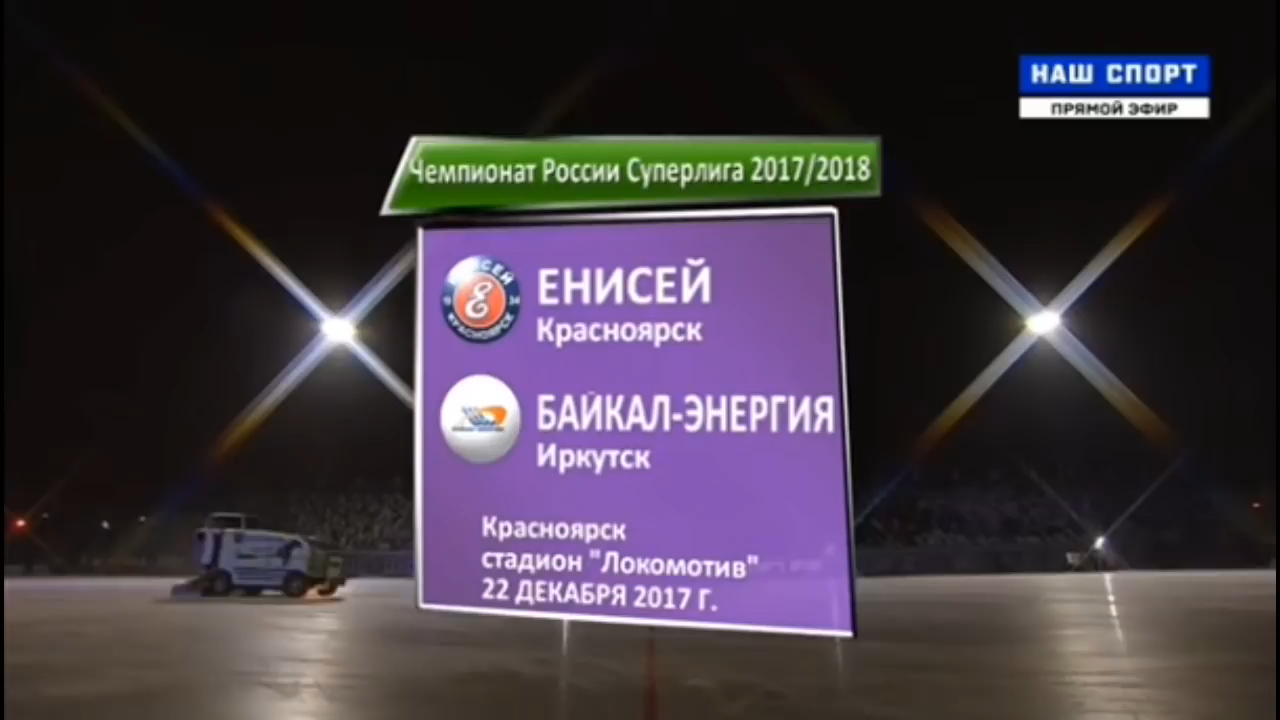 НАШ СПОРТ
ПРЯМОЙ ЭФИР
Чемпионат России Суперлига 2017/2018
ЕНИСЕЙ
Красноярск
БАЙКАЛ-ЭНЕРГИЯ
Иркутск
Красноярск
стадион "Локомотив"
22 ДЕКАБРЯ 2017 Г.